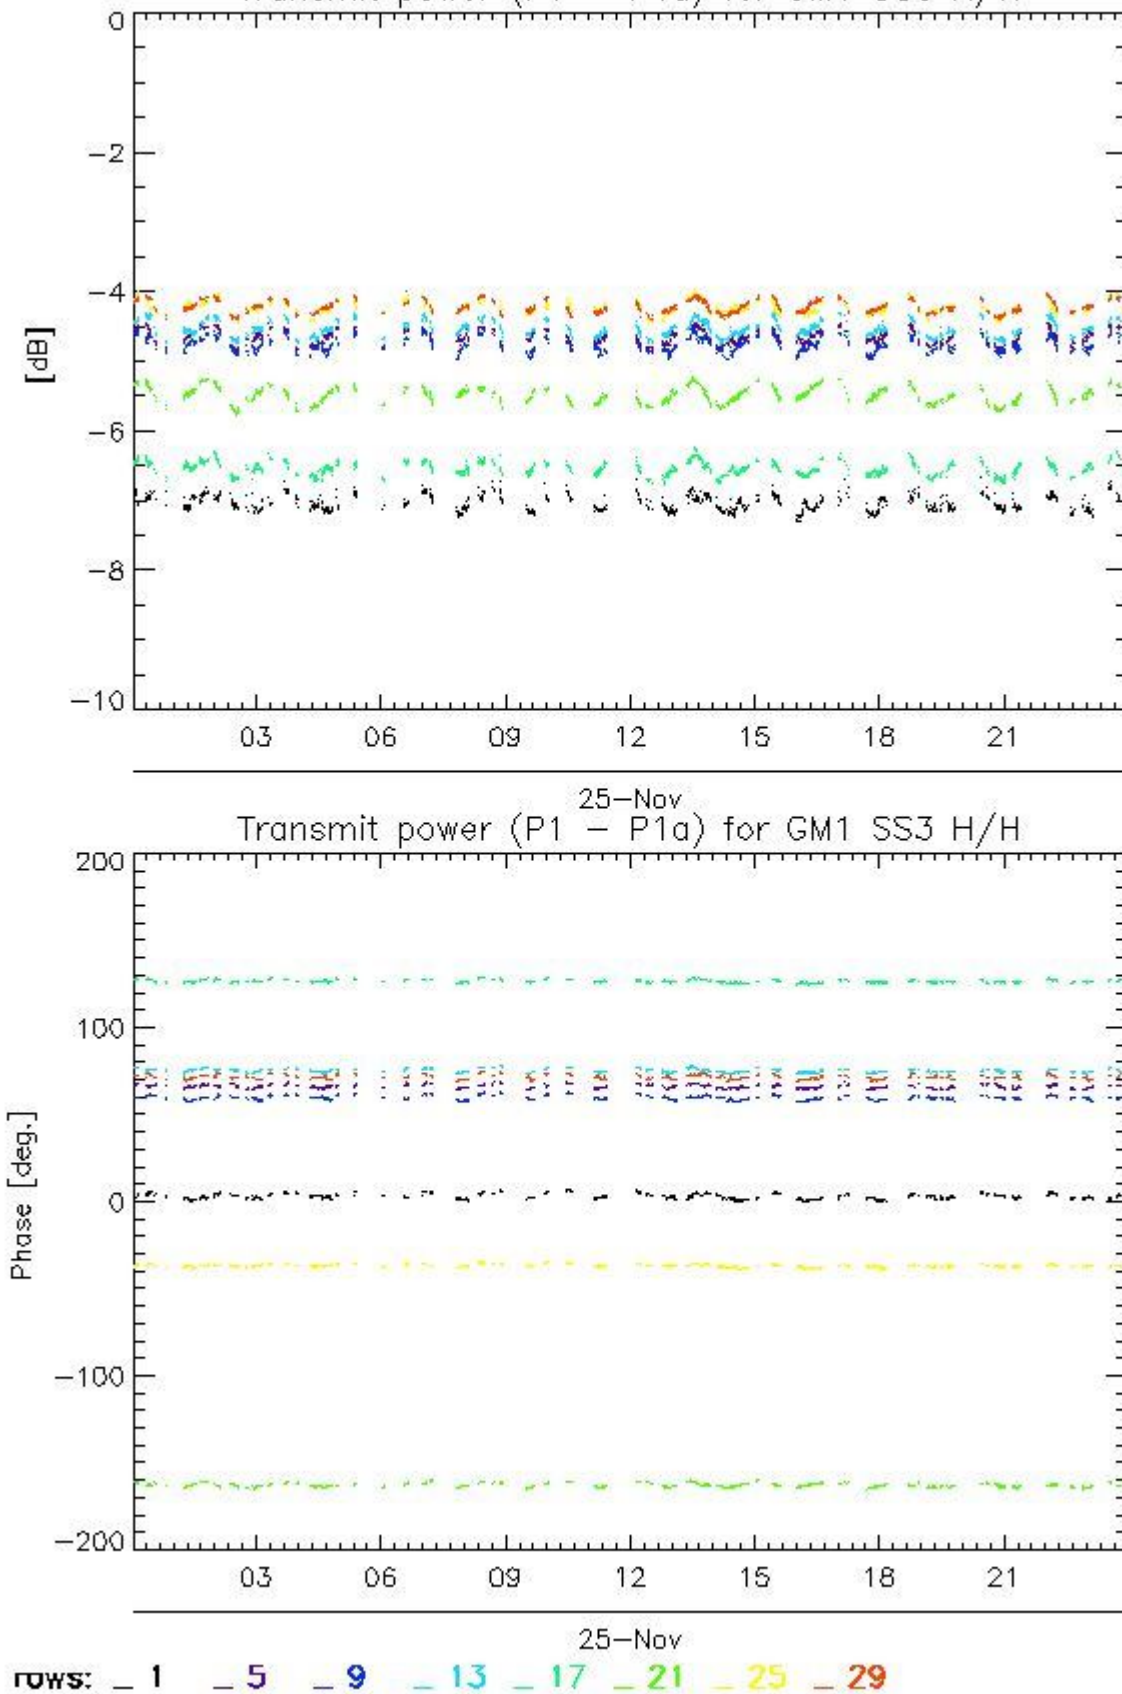 0
−2
−4
[dB]
−6
−8
−10
03 06 09 12 15 18 21
25−Nov
Transmit power (P1 − P1a) for GM1 SS3 H/H
200
100
Phase [deg.]
0
−100
−200
03 06 09 12 15 18 21
25−Nov
rows: _ 1 _ 5 _ 9 _ 13 _ 17 _ 21 _ 25 _ 29